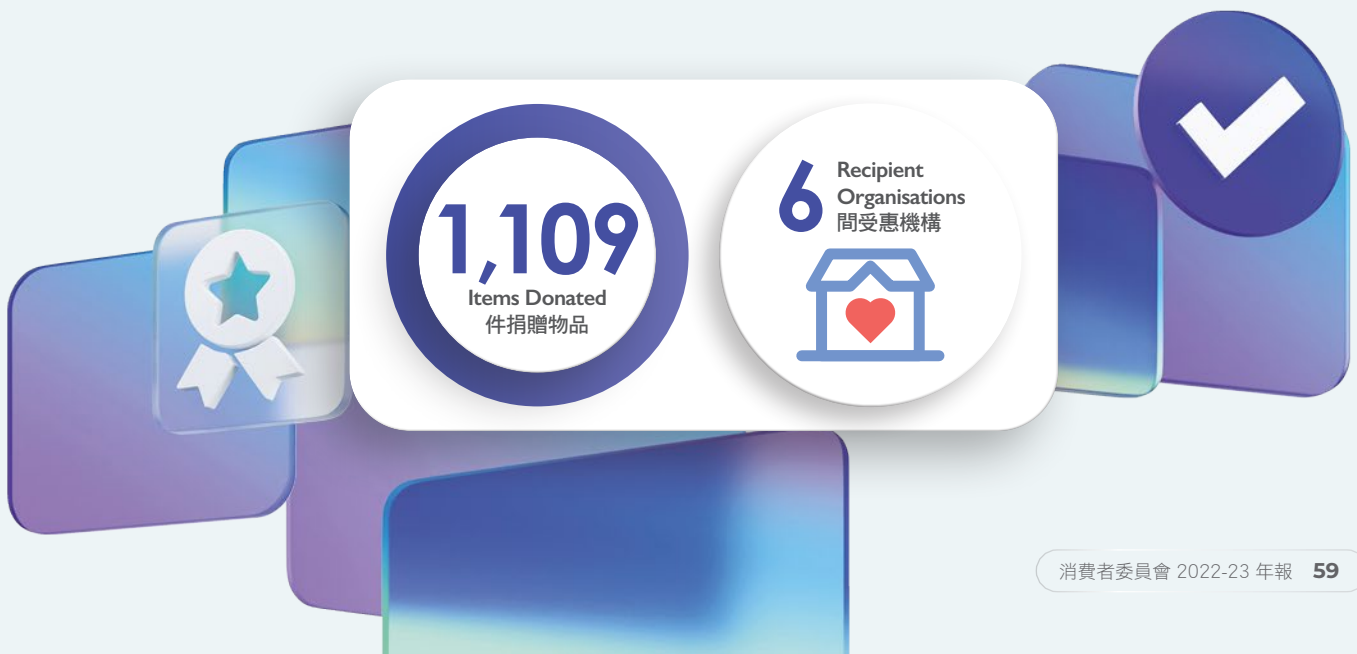 1,109
Items Donated
件捐贈物品
6
Recipient
Organisations
間受惠機構
消費者委員會 2022-23 年報 59